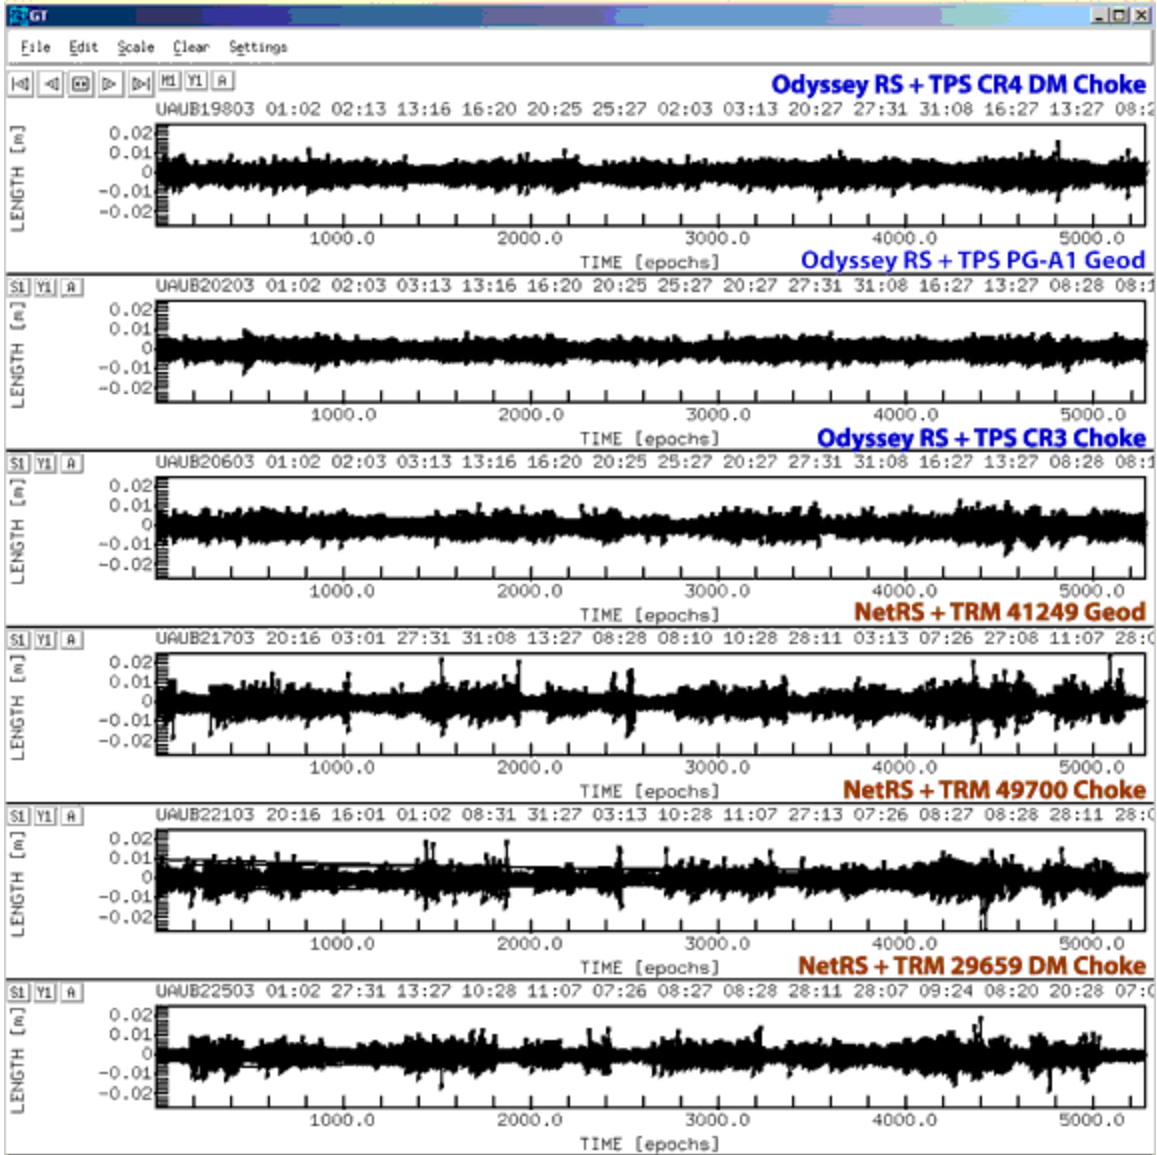 GT
File Edit Scale Clear Settings
M1 Y1 A
Odyssey RS + TPS CR4 DM Choke
UAUB19803 01:02 02:13 13:16 16:20 20:25 25:27 02:03 03:13 20:27 27:31 31:08 16:27 13:27 08:2
LENGTH [m]
0.02
0.01
0
-0.01
-0.02
1000.0 2000.0 3000.0 4000.0 5000.0
TIME [epochs]
Odyssey RS + TPS PG-A1 Geod
S1 Y1 A
UAUB20203 01:02 02:03 03:13 13:16 16:20 20:25 25:27 20:27 27:31 31:08 16:27 13:27 08:28 08:1
LENGTH [m]
0.02
0.01
0
-0.01
-0.02
1000.0 2000.0 3000.0 4000.0 5000.0
TIME [epochs]
Odyssey RS + TPS CR3 Choke
S1 Y1 A
UAUB20603 01:02 02:03 03:13 13:16 16:20 20:25 25:27 20:27 27:31 31:08 16:27 13:27 08:28 08:1
LENGTH [m]
0.02
0.01
0
-0.01
-0.02
1000.0 2000.0 3000.0 4000.0 5000.0
TIME [epochs]
NetRS + TRM 41249 Geod
S1 Y1 A
UAUB21703 20:16 03:01 27:31 31:08 13:27 08:28 08:10 10:28 28:11 03:13 07:26 27:08 11:07 28:0
LENGTH [m]
0.02
0.01
0
-0.01
-0.02
1000.0 2000.0 3000.0 4000.0 5000.0
TIME [epochs]
NetRS + TRM 49700 Choke
S1 Y1 A
UAUB22103 20:16 16:01 01:02 08:31 31:27 03:13 10:28 11:07 27:13 07:26 08:27 08:28 28:11 28:0
LENGTH [m]
0.02
0.01
0
-0.01
-0.02
1000.0 2000.0 3000.0 4000.0 5000.0
TIME [epochs]
NetRS + TRM 29659 DM Choke
S1 Y1 A
UAUB22503 01:02 27:31 13:27 10:28 11:07 07:26 08:27 08:28 28:11 28:07 09:24 08:20 20:28 07:0
LENGTH [m]
0.02
0.01
0
-0.01
-0.02
1000.0 2000.0 3000.0 4000.0 5000.0
TIME [epochs]